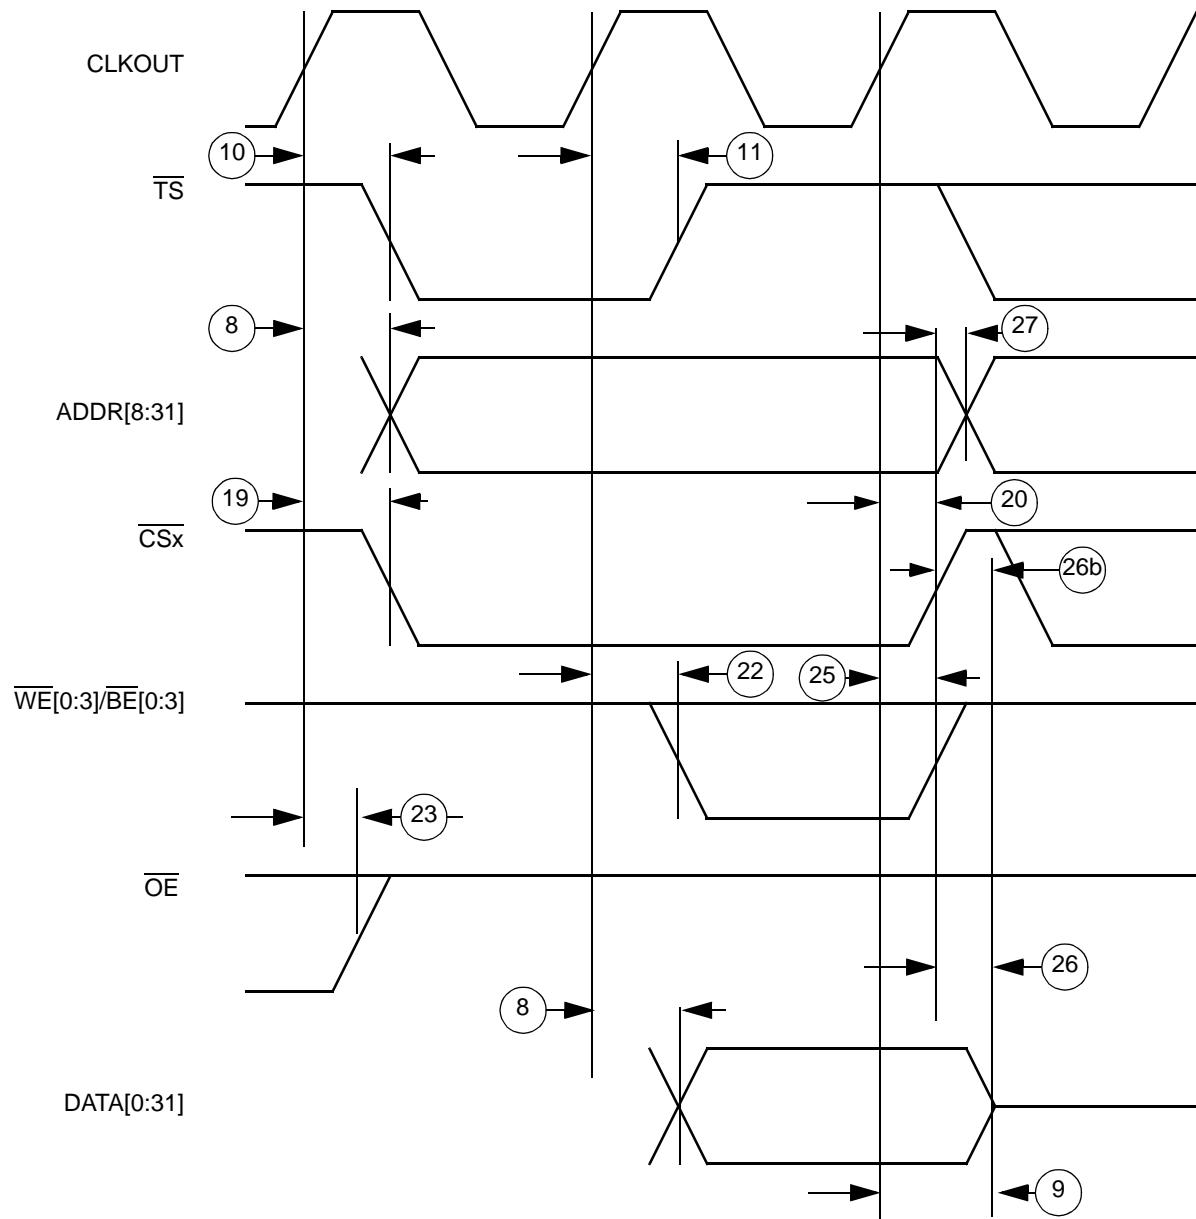 CLKOUT
10
11
TS
8
27
ADDR[8:31]
19
20
CSx
26b
22
25
WE[0:3]/BE[0:3]
23
OE
26
8
DATA[0:31]
9